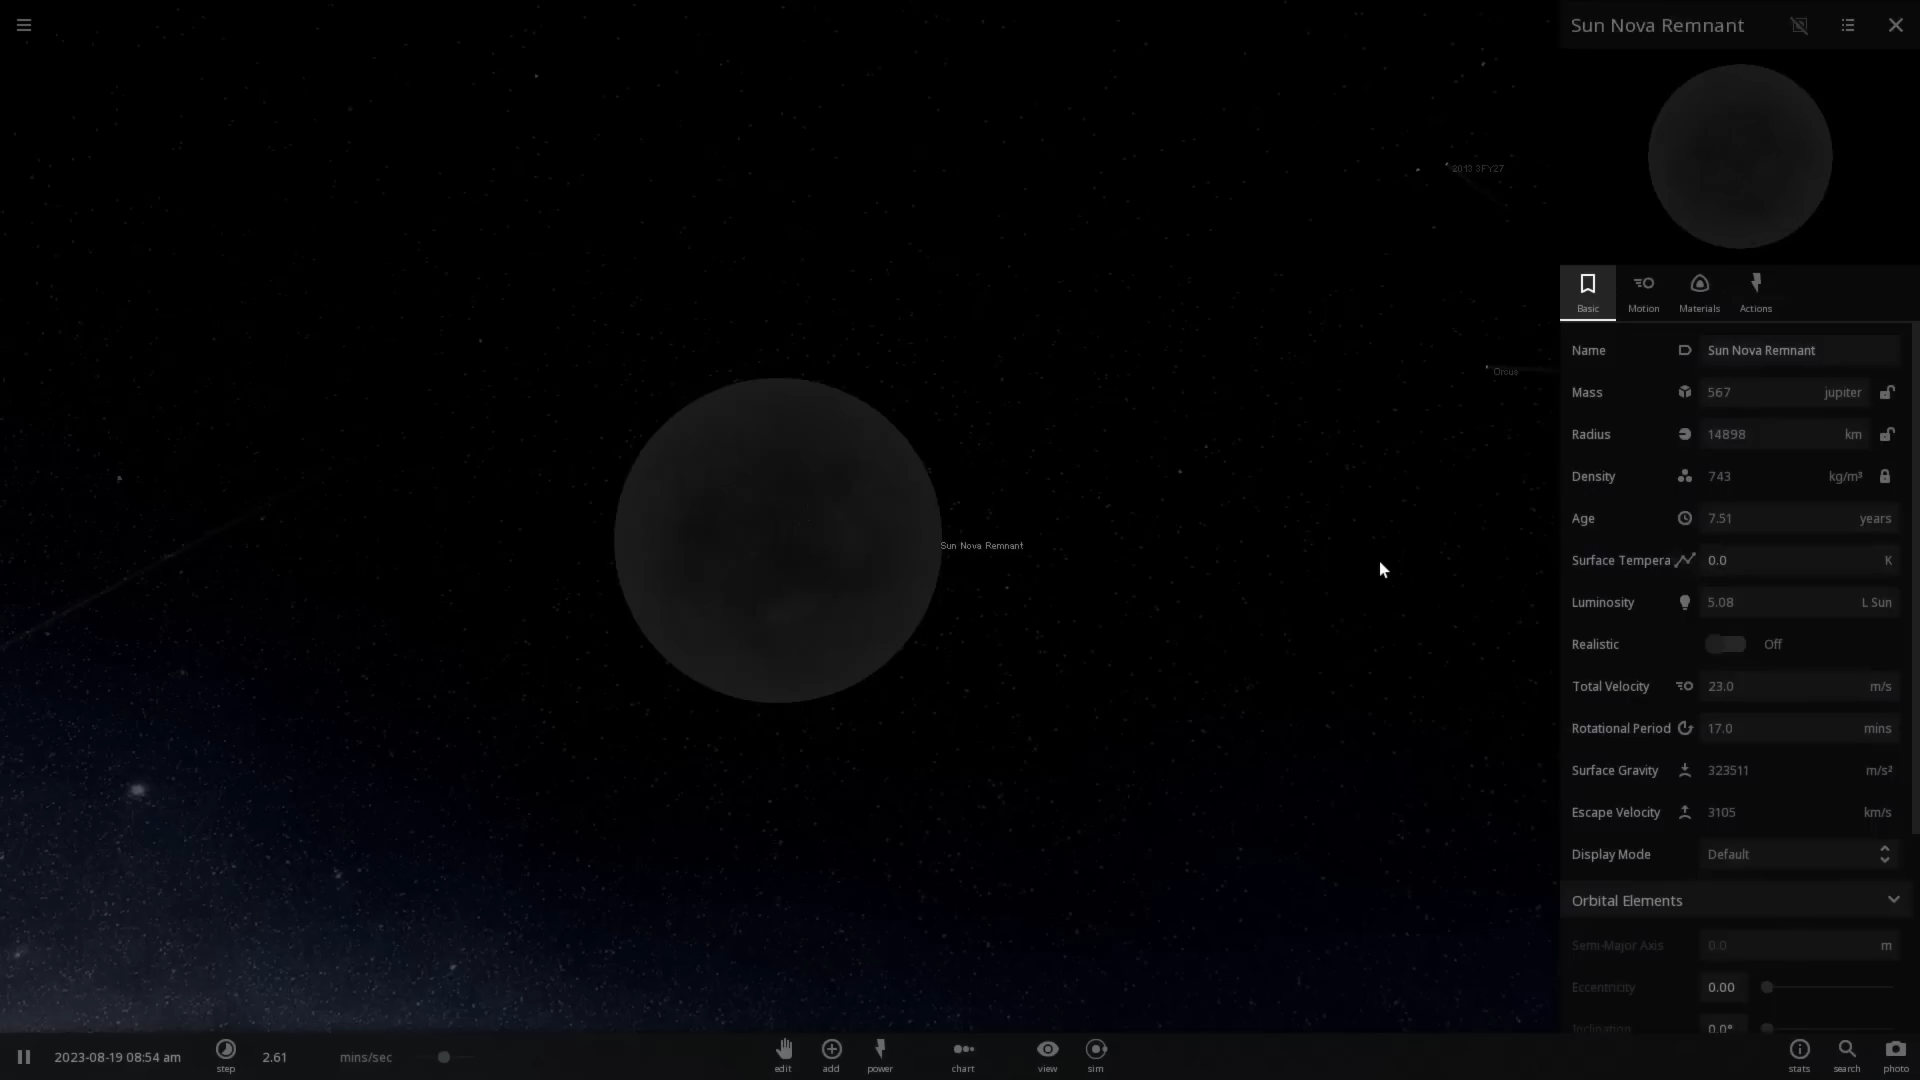 Sun Nova Remnant
2013 3FY27
Orcus
Sun Nova Remnant
Basic
Motion
Materials
Actions
Name Sun Nova Remnant
Mass 567 jupiter
Radius 14898 km
Density 743 kg/m³
Age 7.51 years
Surface Tempera 0.0 K
Luminosity 5.08 L Sun
Realistic Off
Total Velocity 23.0 m/s
Rotational Period 17.0 mins
Surface Gravity 323511 m/s²
Escape Velocity 3105 km/s
Display Mode Default
Orbital Elements
Semi-Major Axis 0.0 m
Eccentricity 0.00
Inclination 0.0°
2023-08-19 08:54 am
step
2.61 mins/sec
edit
add
power
chart
view
sim
stats
search
photo